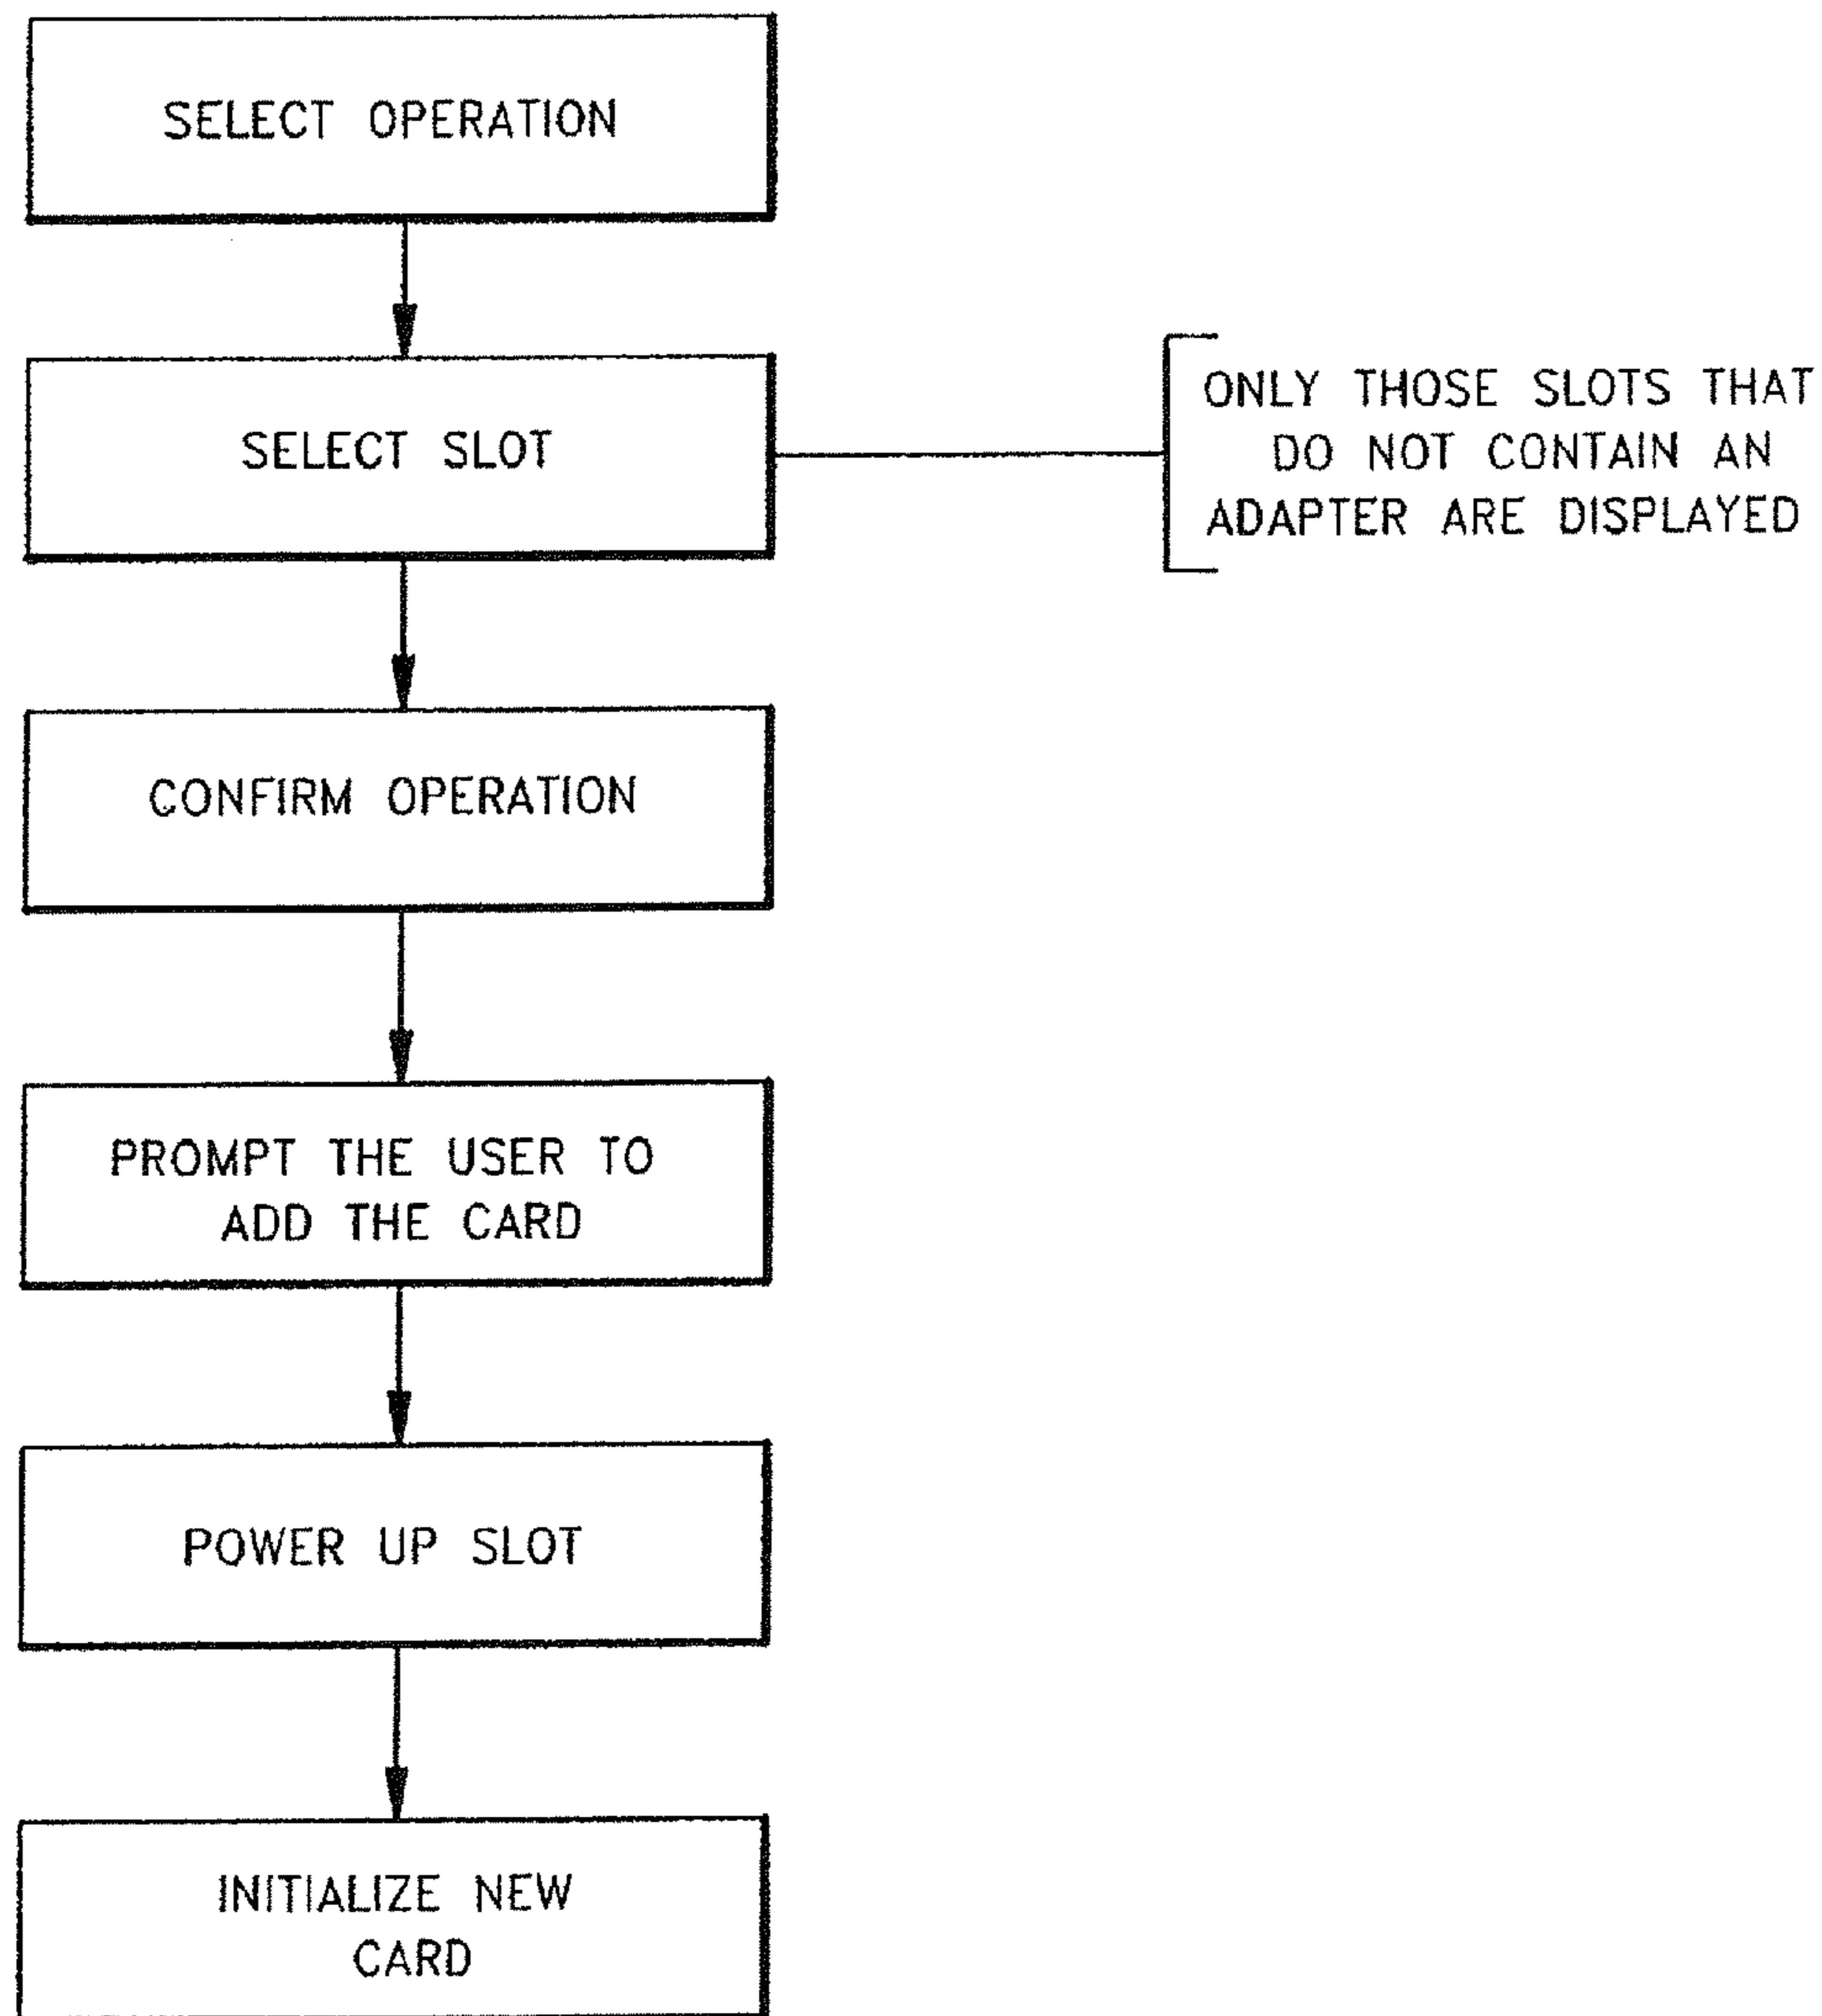 SELECT OPERATION
SELECT SLOT
ONLY THOSE SLOTS THAT
DO NOT CONTAIN AN
ADAPTER ARE DISPLAYED
CONFIRM OPERATION
PROMPT THE USER TO
ADD THE CARD
POWER UP SLOT
INITIALIZE NEW
CARD